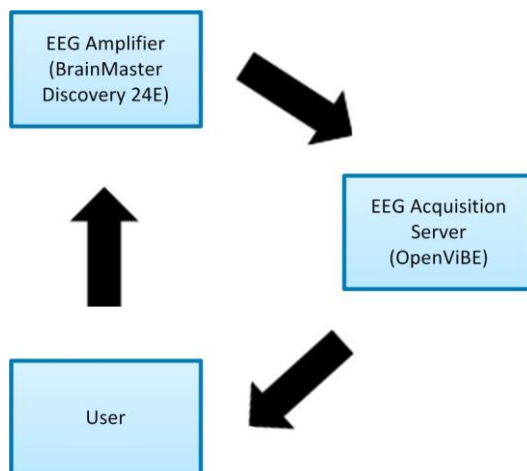 EEG Amplifier
(BrainMaster
Discovery 24E)
EEG Acquisition
Server
(OpenViBE)
User